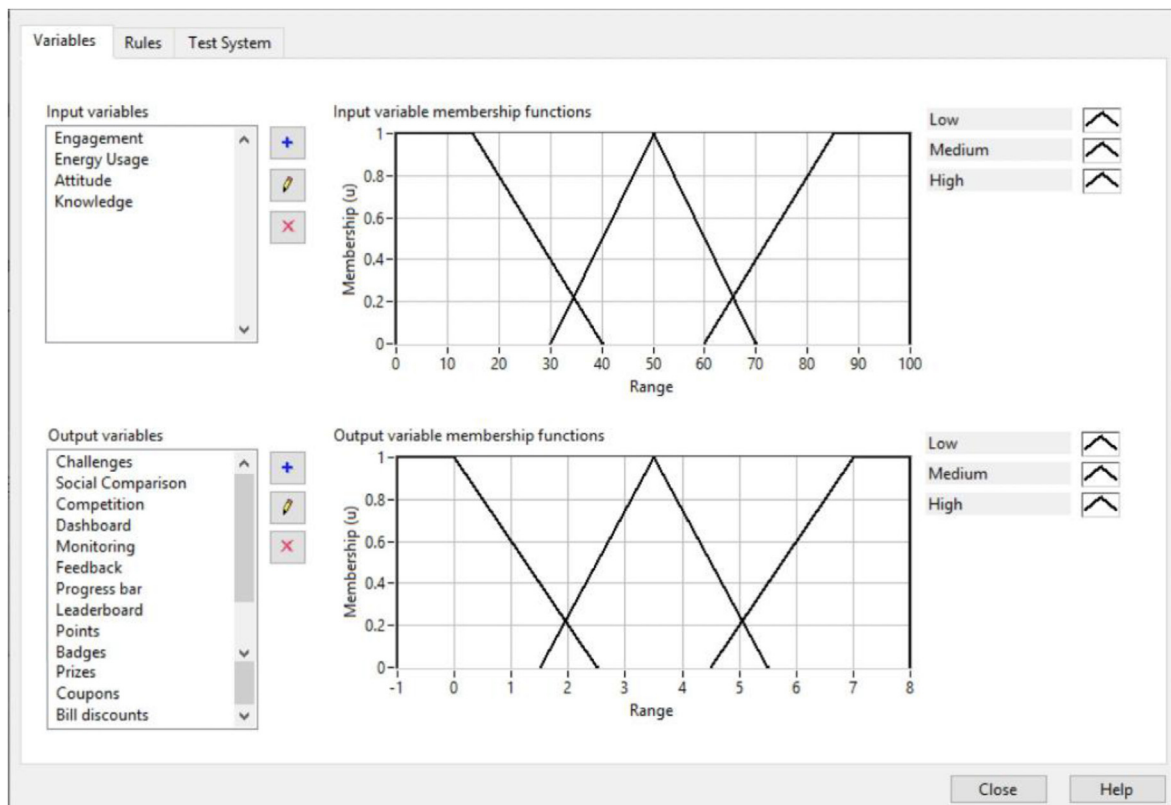 Variables Rules Test System
Input variables
Engagement
Energy Usage
Attitude
Knowledge
Input variable membership functions
1
0.8
0.6
0.4
0.2
0
Membership (u)
0 10 20 30 40 50 60 70 80 90 100
Range
Low
Medium
High
Output variables
Challenges
Social Comparison
Competition
Dashboard
Monitoring
Feedback
Progress bar
Leaderboard
Points
Badges
Prizes
Coupons
Bill discounts
Output variable membership functions
1
0.8
0.6
0.4
0.2
0
Membership (u)
-1 0 1 2 3 4 5 6 7 8
Range
Low
Medium
High
Close Help